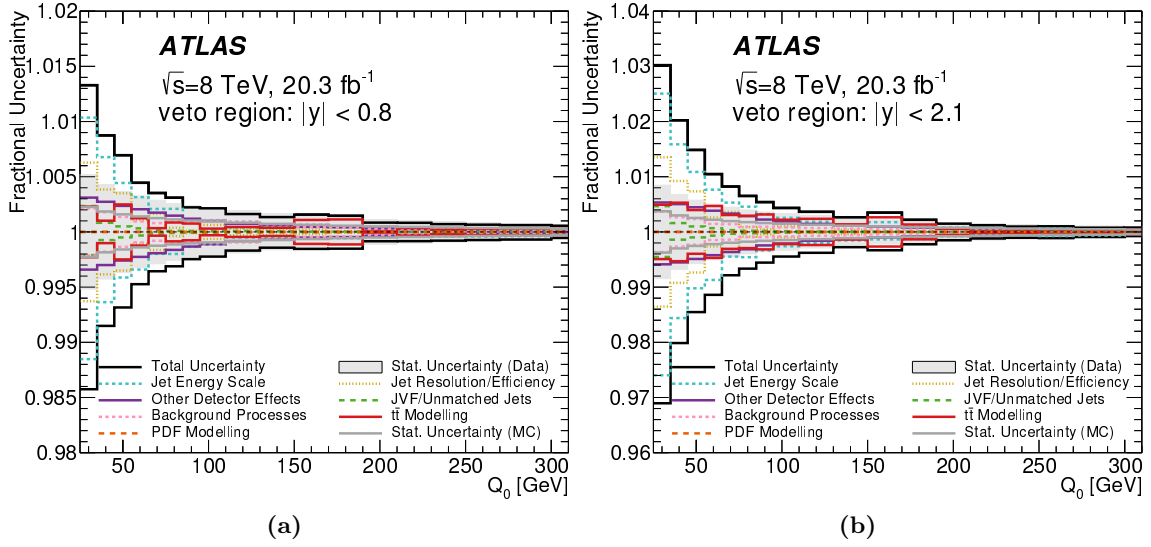 Fractional Uncertainty
1.02
1.015
1.01
1.005
1
0.995
0.99
0.985
0.98
ATLAS
√s=8 TeV, 20.3 fb⁻¹
veto region: |y| < 0.8
Total Uncertainty
Jet Energy Scale
Other Detector Effects
Background Processes
PDF Modelling
Stat. Uncertainty (Data)
Jet Resolution/Efficiency
JVF/Unmatched Jets
tt̄ Modelling
Stat. Uncertainty (MC)
50 100 150 200 250 300
Q₀ [GeV]
(a)
Fractional Uncertainty
1.04
1.03
1.02
1.01
1
0.99
0.98
0.97
0.96
ATLAS
√s=8 TeV, 20.3 fb⁻¹
veto region: |y| < 2.1
Total Uncertainty
Jet Energy Scale
Other Detector Effects
Background Processes
PDF Modelling
Stat. Uncertainty (Data)
Jet Resolution/Efficiency
JVF/Unmatched Jets
tt̄ Modelling
Stat. Uncertainty (MC)
50 100 150 200 250 300
Q₀ [GeV]
(b)